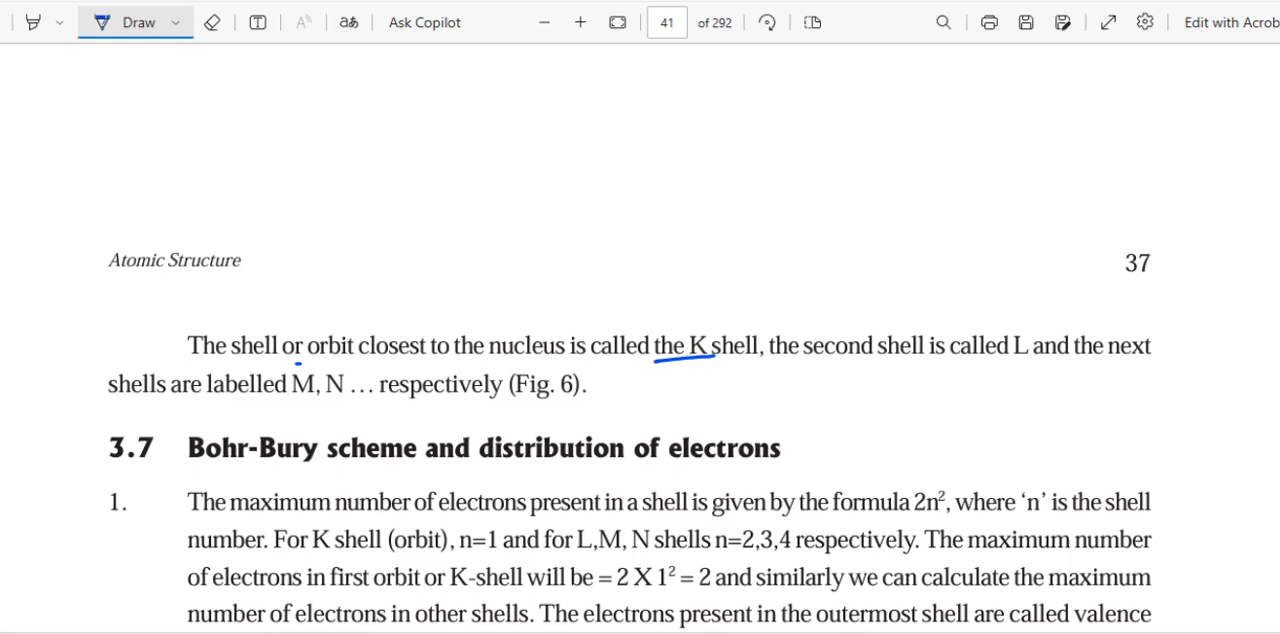 Draw aあ Ask Copilot 41 of 292 Edit with Acrob
Atomic Structure 37
The shell or orbit closest to the nucleus is called the K shell, the second shell is called L and the next
shells are labelled M, N ... respectively (Fig. 6).
3.7 Bohr-Bury scheme and distribution of electrons
1. The maximum number of electrons present in a shell is given by the formula 2n², where ‘n’ is the shell
number. For K shell (orbit), n=1 and for L,M, N shells n=2,3,4 respectively. The maximum number
of electrons in first orbit or K-shell will be = 2 X 1² = 2 and similarly we can calculate the maximum
number of electrons in other shells. The electrons present in the outermost shell are called valence